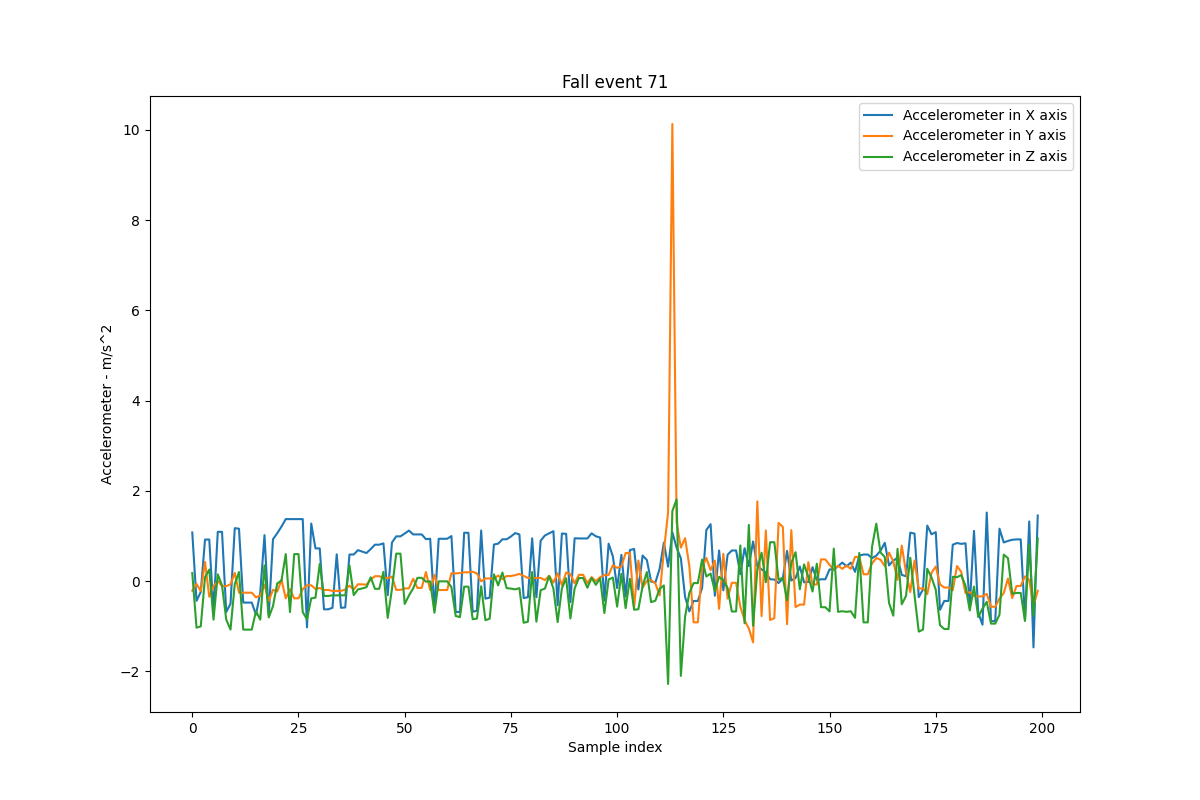 Fall event 71
Accelerometer in X axis
Accelerometer in Y axis
Accelerometer in Z axis
10
8
6
4
2
0
−2
Accelerometer - m/s^2
0 25 50 75 100 125 150 175 200
Sample index